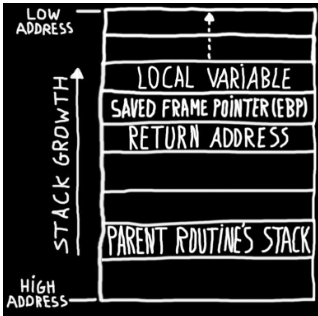 LOW
ADDRESS
LOCAL VARIABLE
SAVED FRAME POINTER(EBP)
RETURN ADDRESS
STACK GROWTH
PARENT ROUTINE'S STACK
HIGH
ADDRESS